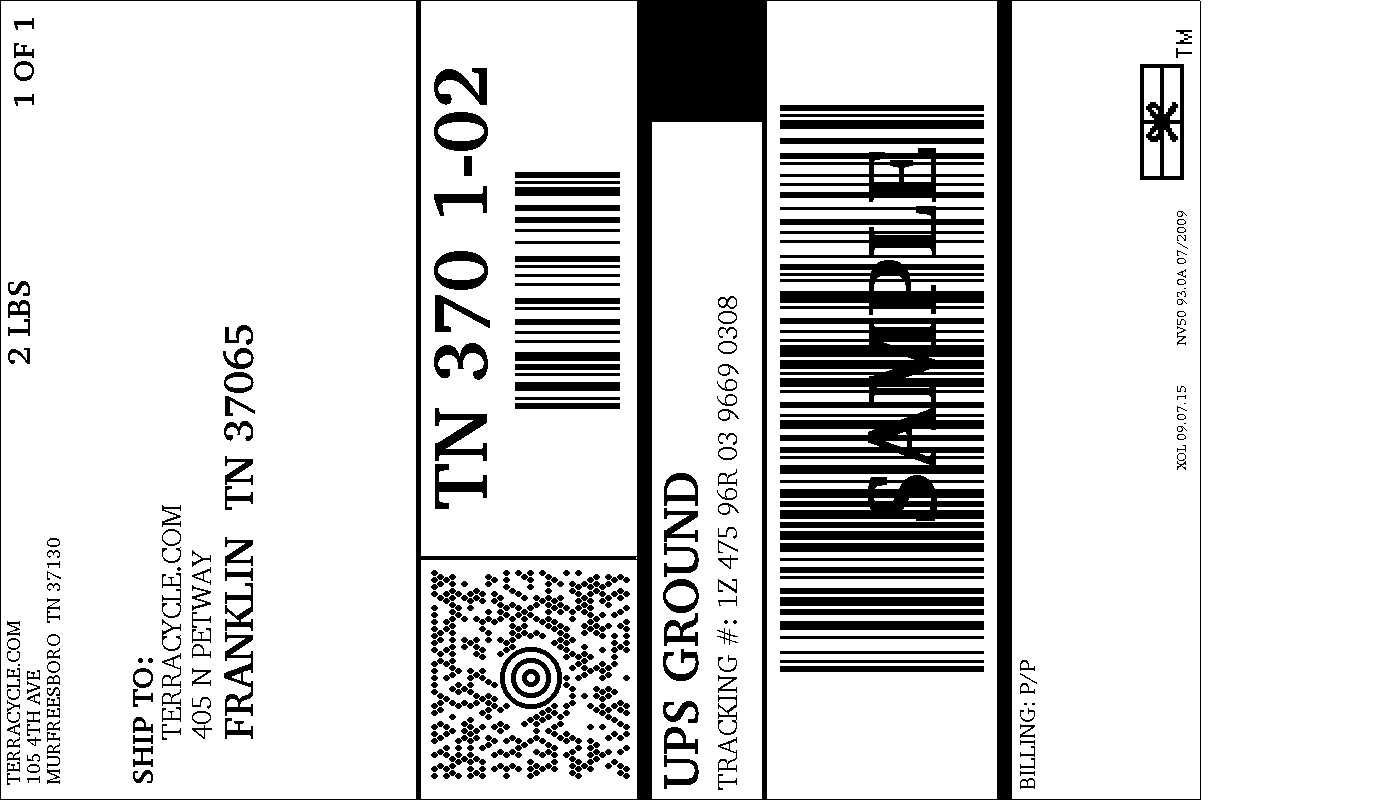 TERRACYCLE.COM
105 4TH AVE
MURFREESBORO TN 37130
2 LBS
1 OF 1
SHIP TO:
TERRACYCLE.COM
405 N PETWAY
FRANKLIN TN 37065
TN 370 1-02
UPS GROUND
TRACKING #: 1Z 475 96R 03 9669 0308
SAMPLE
BILLING: P/P
XOL 09.07.15 NV50 93.0A 07/2009
TM